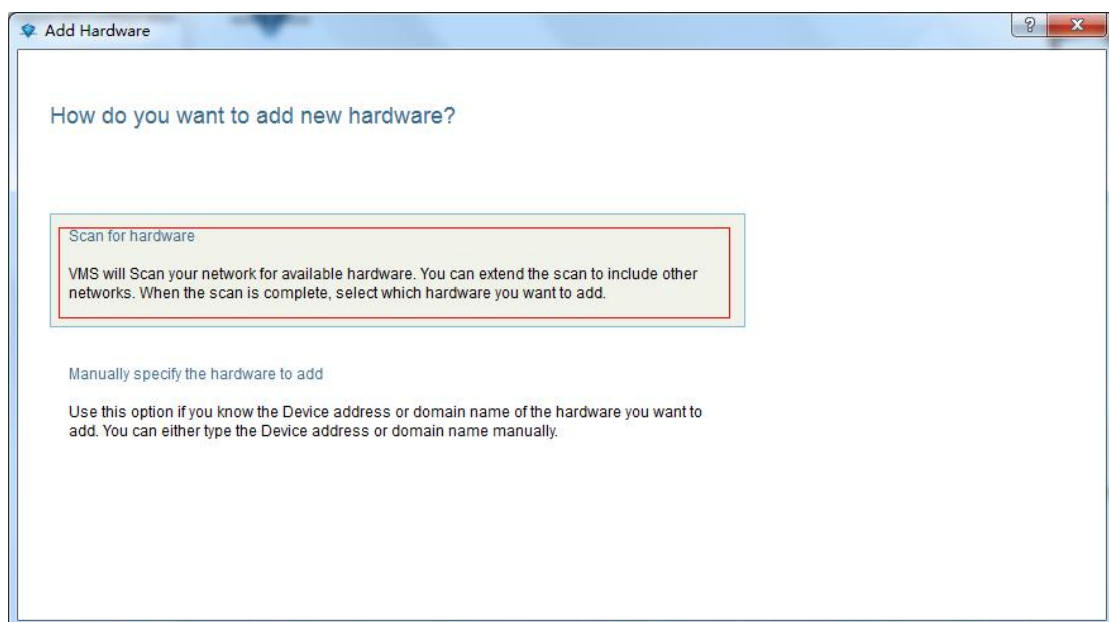 Add Hardware
How do you want to add new hardware?
Scan for hardware
VMS will Scan your network for available hardware. You can extend the scan to include other
networks. When the scan is complete, select which hardware you want to add.
Manually specify the hardware to add
Use this option if you know the Device address or domain name of the hardware you want to
add. You can either type the Device address or domain name manually.